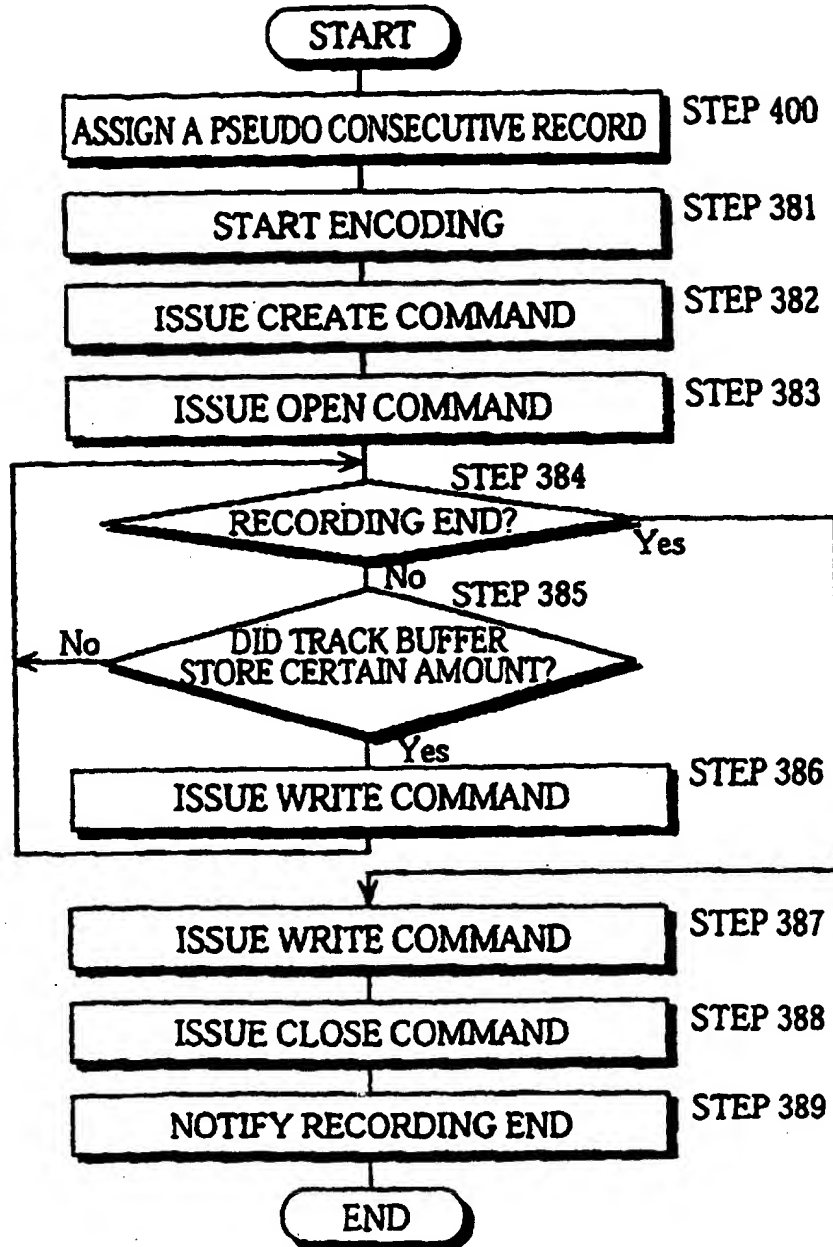 START
ASSIGN A PSEUDO CONSECUTIVE RECORD
STEP 400
START ENCODING
STEP 381
ISSUE CREATE COMMAND
STEP 382
ISSUE OPEN COMMAND
STEP 383
STEP 384
RECORDING END?
Yes
No
STEP 385
No
DID TRACK BUFFER
STORE CERTAIN AMOUNT?
Yes
ISSUE WRITE COMMAND
STEP 386
ISSUE WRITE COMMAND
STEP 387
ISSUE CLOSE COMMAND
STEP 388
NOTIFY RECORDING END
STEP 389
END